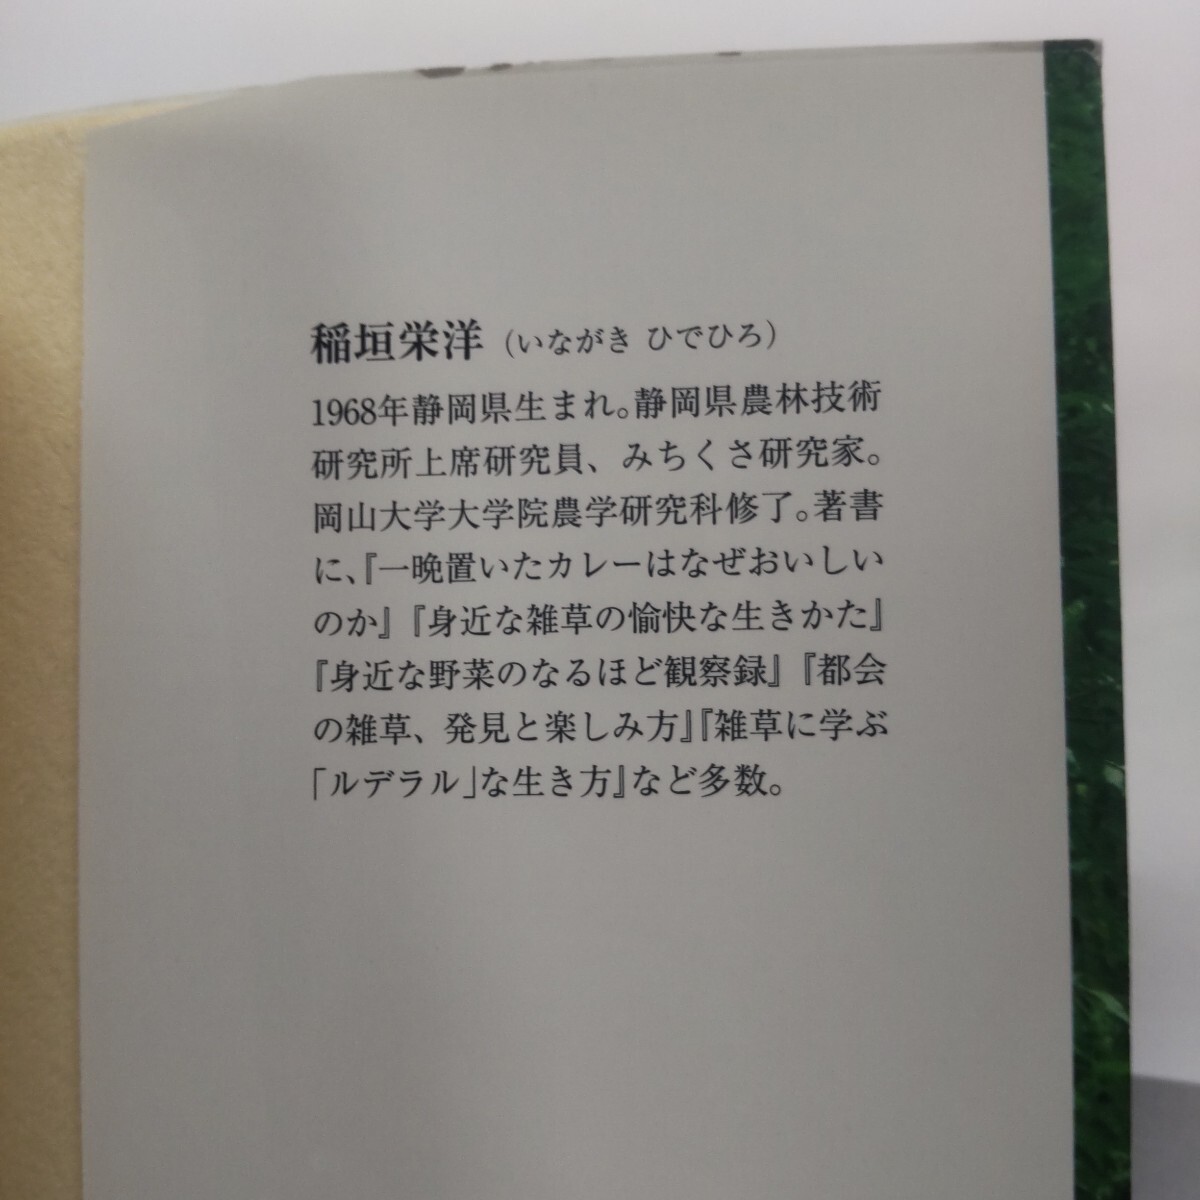 稲垣栄洋（いながき ひでひろ）
1968年静岡県生まれ。静岡県農林技術
研究所上席研究員、みちくさ研究家。
岡山大学大学院農学研究科修了。著書
に、『一晩置いたカレーはなぜおいしい
のか』『身近な雑草の愉快な生きかた』
『身近な野菜のなるほど観察録』『都会
の雑草、発見と楽しみ方』『雑草に学ぶ
「ルデラル」な生き方』など多数。